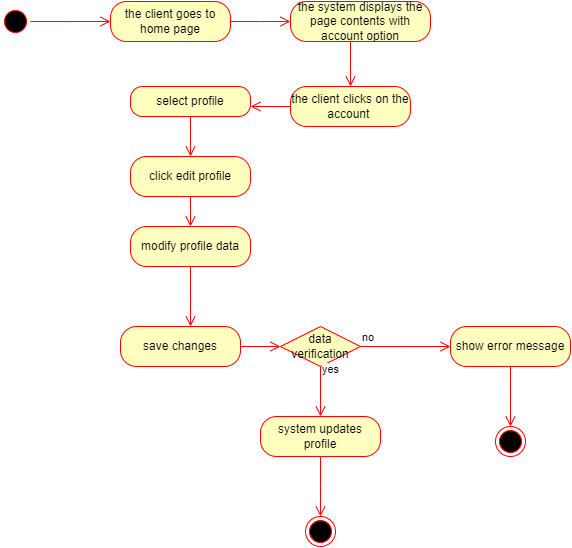 the client goes to
home page
the system displays the
page contents with
account option
select profile
the client clicks on the
account
click edit profile
modify profile data
save changes
data
verification
no
show error message
yes
system updates
profile